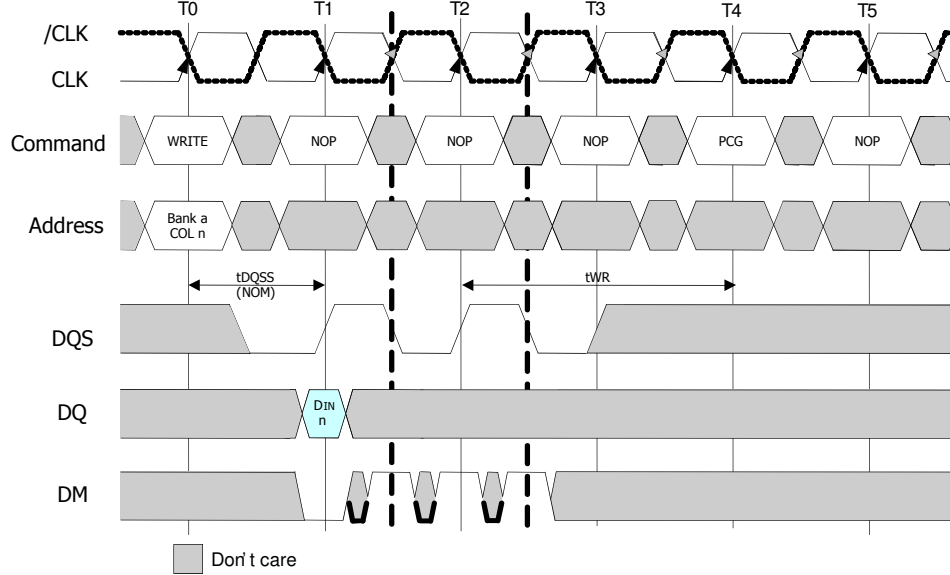 T0 T1 T2 T3 T4 T5
/CLK
CLK
Command WRITE NOP NOP NOP PCG NOP
Address Bank a
COL n
tDQSS tWR
(NOM)
DQS
DQ DIN
n
DM
Don't care